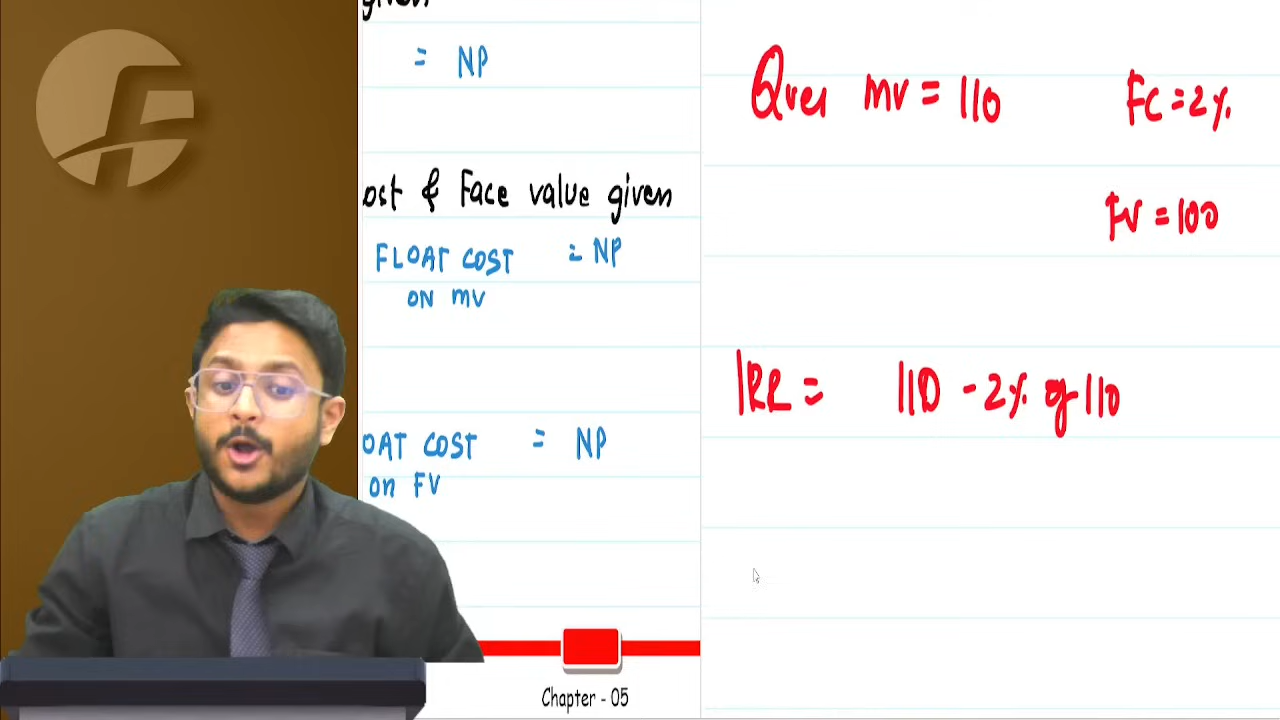 = NP
ost & Face value given
FLOAT COST = NP
ON MV
OAT COST = NP
on FV
Chapter - 05
Ques MV = 110 FC = 2%
FV = 100
IRR = 110 - 2% of 110